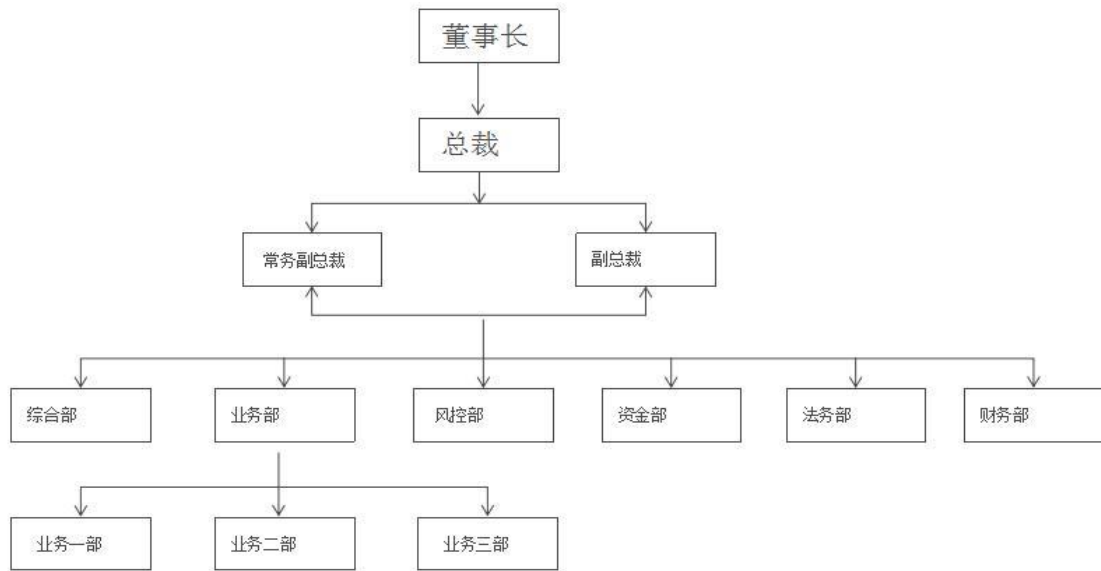 董事长
总裁
常务副总裁
副总裁
综合部
业务部
风控部
资金部
法务部
财务部
业务一部
业务二部
业务三部